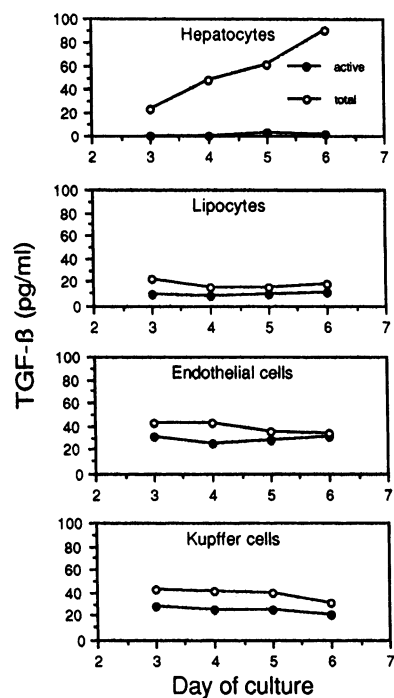 100
Hepatocytes
80
active
60
40
total
20
0
2 3 4 5 6 7
100
Lipocytes
80
60
40
20
0
2 3 4 5 6 7
TGF-ß (pg/ml)
100
Endothelial cells
80
60
40
20
0
2 3 4 5 6 7
100
Kupffer cells
80
60
40
20
0
2 3 4 5 6 7
Day of culture